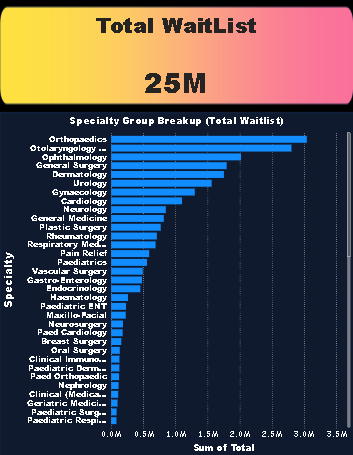 Total WaitList
25M
Specialty Group Breakup (Total Waitlist)
Specialty
Orthopaedics
Otolaryngology ...
Ophthalmology
General Surgery
Dermatology
Urology
Gynaecology
Cardiology
Neurology
General Medicine
Plastic Surgery
Rheumatology
Respiratory Med...
Pain Relief
Paediatrics
Vascular Surgery
Gastro-Enterology
Endocrinology
Haematology
Paediatric ENT
Maxillo-Facial
Neurosurgery
Paed Cardiology
Breast Surgery
Oral Surgery
Clinical Immuno...
Paediatric Derm...
Paed Orthopaedic
Nephrology
Clinical (Medica...
Geriatric Medici...
Paediatric Surg...
Paediatric Respi...
0.0M 0.5M 1.0M 1.5M 2.0M 2.5M 3.0M 3.5M
Sum of Total